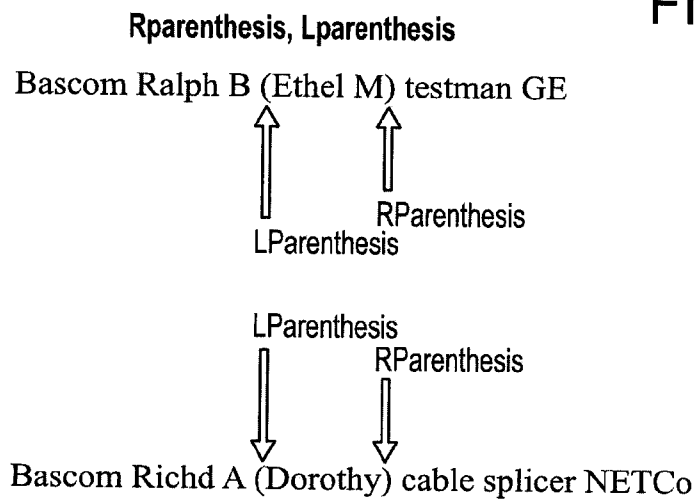 Rparenthesis, Lparenthesis
Bascom Ralph B (Ethel M) testman GE
RParenthesis
LParenthesis
LParenthesis
RParenthesis
Bascom Richd A (Dorothy) cable splicer NETCo